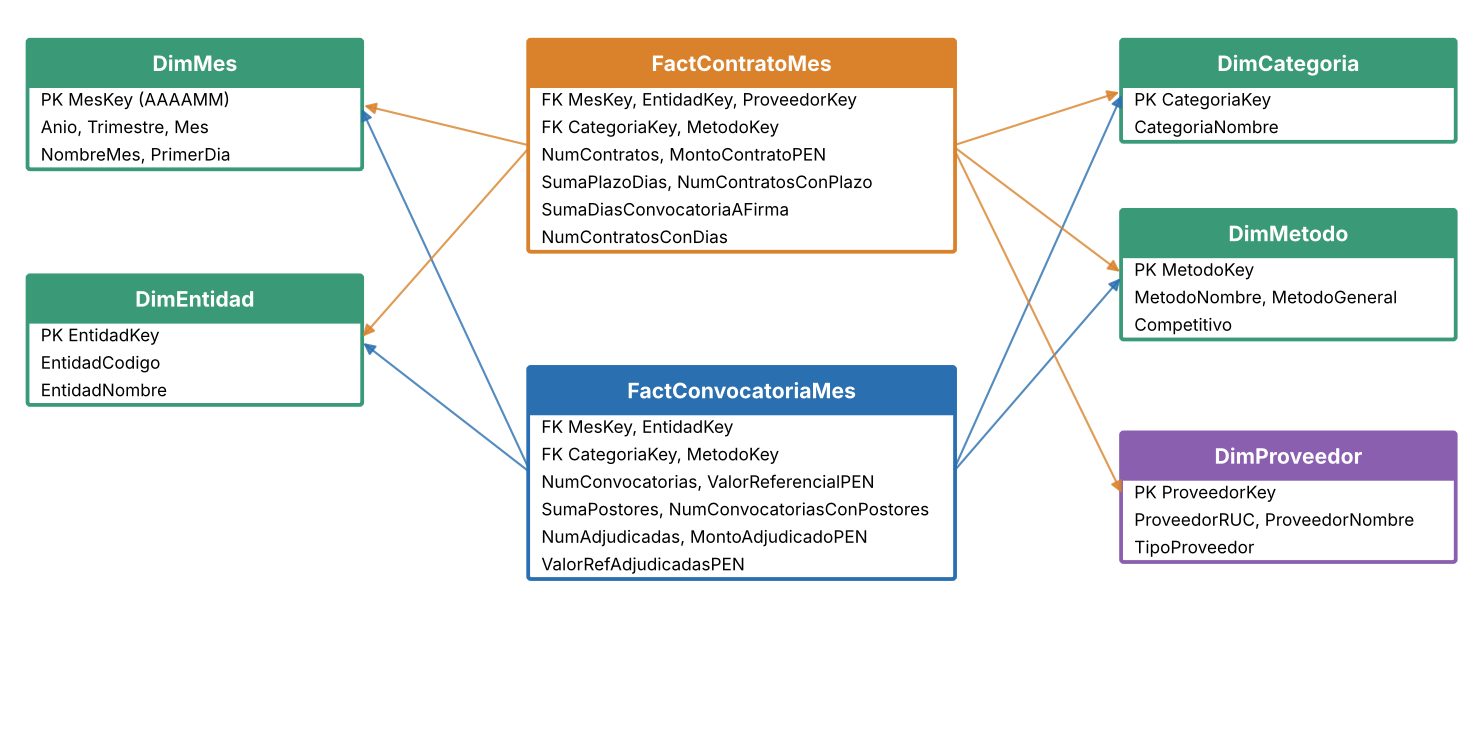 DimMes
PK MesKey (AAAAMM)
Anio, Trimestre, Mes
NombreMes, PrimerDia
DimEntidad
PK EntidadKey
EntidadCodigo
EntidadNombre
FactContratoMes
FK MesKey, EntidadKey, ProveedorKey
FK CategoriaKey, MetodoKey
NumContratos, MontoContratoPEN
SumaPlazoDias, NumContratosConPlazo
SumaDiasConvocatoriaAFirma
NumContratosConDias
FactConvocatoriaMes
FK MesKey, EntidadKey
FK CategoriaKey, MetodoKey
NumConvocatorias, ValorReferencialPEN
SumaPostores, NumConvocatoriasConPostores
NumAdjudicadas, MontoAdjudicadoPEN
ValorRefAdjudicadasPEN
DimCategoria
PK CategoriaKey
CategoriaNombre
DimMetodo
PK MetodoKey
MetodoNombre, MetodoGeneral
Competitivo
DimProveedor
PK ProveedorKey
ProveedorRUC, ProveedorNombre
TipoProveedor